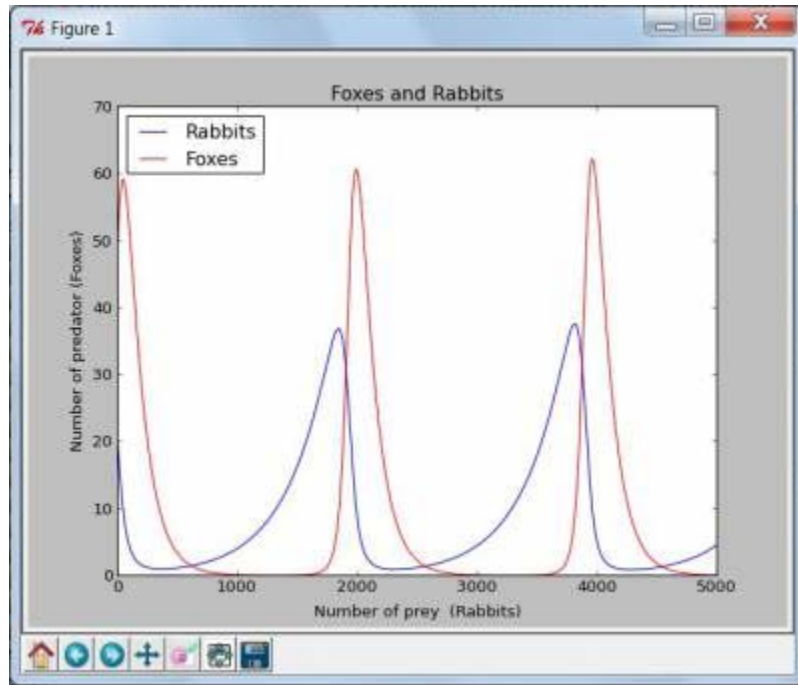 Figure 1
Foxes and Rabbits
Rabbits
Foxes
70
60
50
40
30
20
10
0
Number of predator (Foxes)
0 1000 2000 3000 4000 5000
Number of prey (Rabbits)